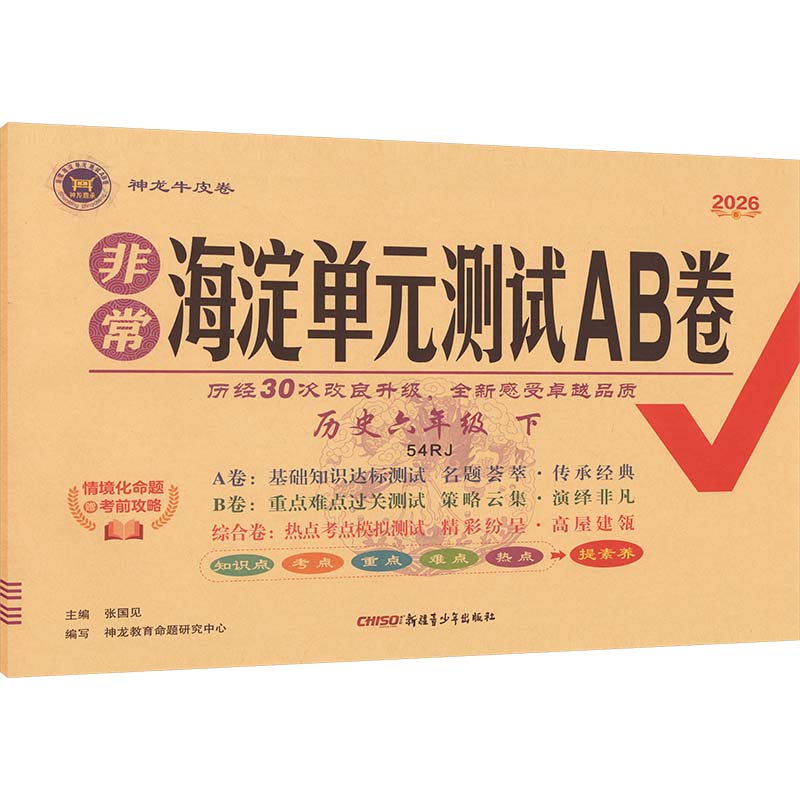 神龙牛皮卷
神龙嘉承
2026
春
非常
海淀单元测试AB卷
历经30次改良升级,全新感受卓越品质
历史六年级 下
54RJ
情境化命题
赠 考前攻略
A卷：基础知识达标测试 名题荟萃·传承经典
B卷：重点难点过关测试 策略云集·演绎非凡
综合卷：热点考点模拟测试 精彩纷呈·高屋建瓴
知识点 考点 重点 难点 热点 提素养
主编 张国见
编写 神龙教育命题研究中心
CHISO 新疆青少年出版社